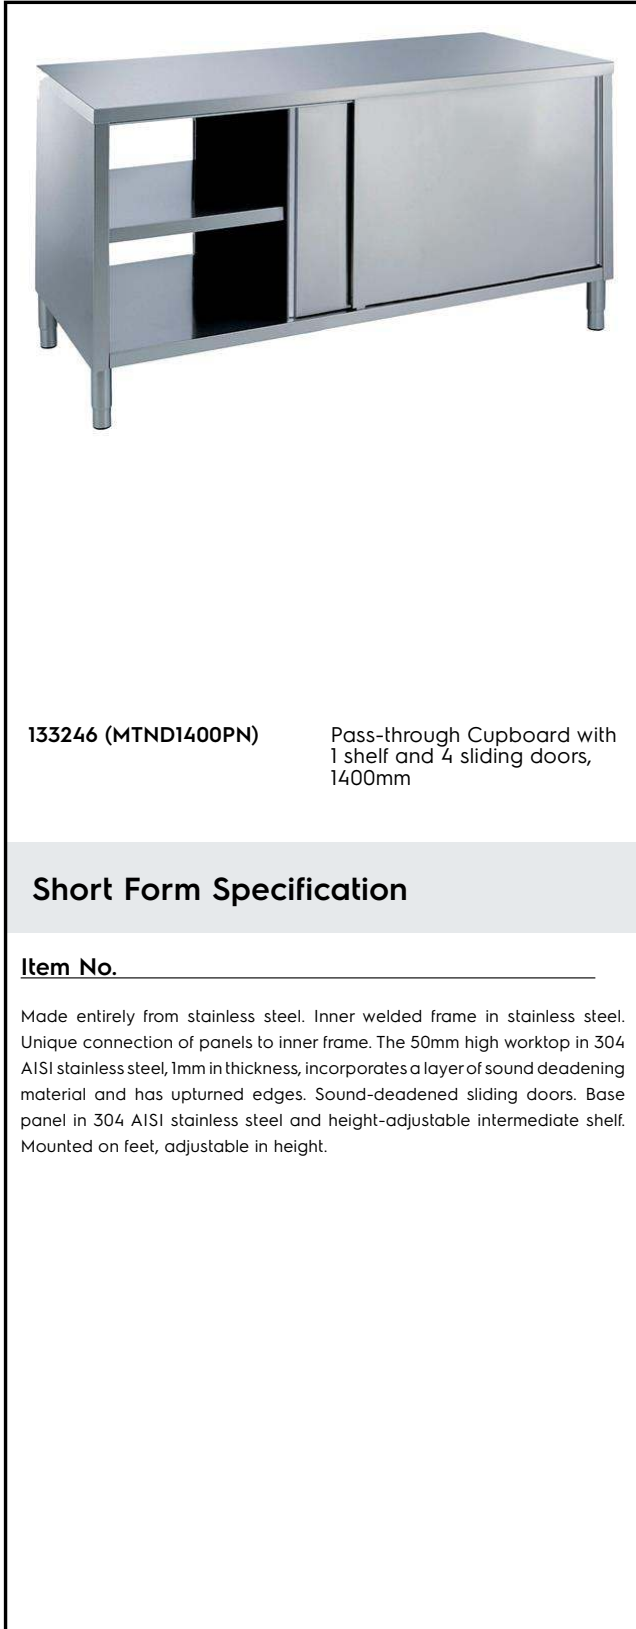 133246 (MTND1400PN)
Pass-through Cupboard with
1 shelf and 4 sliding doors,
1400mm
Short Form Specification
Item No.
Made entirely from stainless steel. Inner welded frame in stainless steel.
Unique connection of panels to inner frame. The 50mm high worktop in 304
AISI stainless steel, 1mm in thickness, incorporates a layer of sound deadening
material and has upturned edges. Sound-deadened sliding doors. Base
panel in 304 AISI stainless steel and height-adjustable intermediate shelf.
Mounted on feet, adjustable in height.